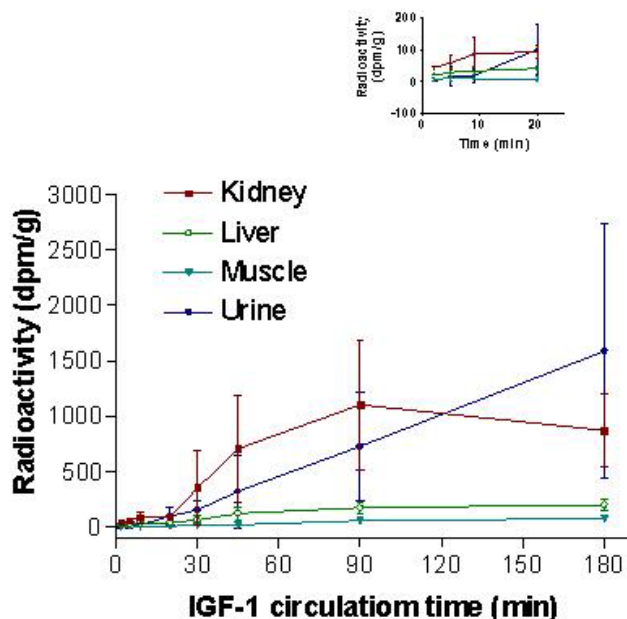 200
100
0
-100
Radioactivity
(dpm/g)
0 10 20
Time (min)
3000
2500
2000
1500
1000
500
0
Radioactivity (dpm/g)
Kidney
Liver
Muscle
Urine
0 30 60 90 120 150 180
IGF-1 circulatiom time (min)